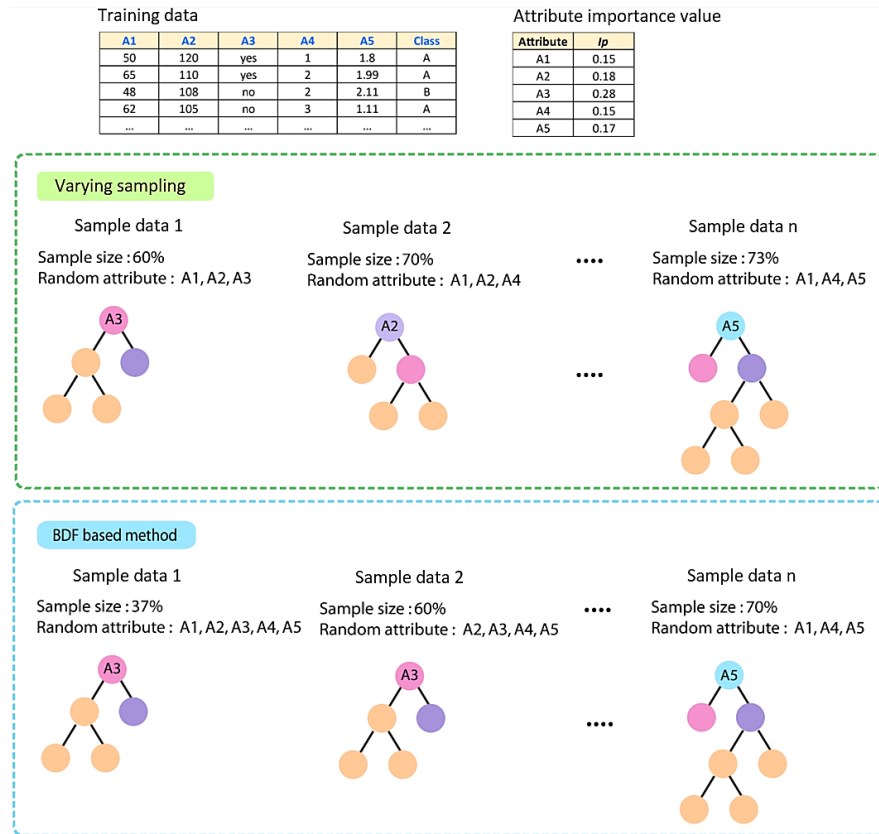 Training data
Attribute importance value
A1 A2 A3 A4 A5 Class
50 120 yes 1 1.8 A
65 110 yes 2 1.99 A
48 108 no 2 2.11 B
62 105 no 3 1.11 A
... ... ... ... ... ...
Attribute Ip
A1 0.15
A2 0.18
A3 0.28
A4 0.15
A5 0.17
Varying sampling
Sample data 1
Sample size : 60%
Random attribute : A1, A2, A3
A3
Sample data 2
Sample size : 70%
Random attribute : A1, A2, A4
A2
....
....
Sample data n
Sample size : 73%
Random attribute : A1, A4, A5
A5
BDF based method
Sample data 1
Sample size : 37%
Random attribute : A1, A2, A3, A4, A5
A3
Sample data 2
Sample size : 60%
Random attribute : A2, A3, A4, A5
A3
....
....
Sample data n
Sample size : 70%
Random attribute : A1, A4, A5
A5